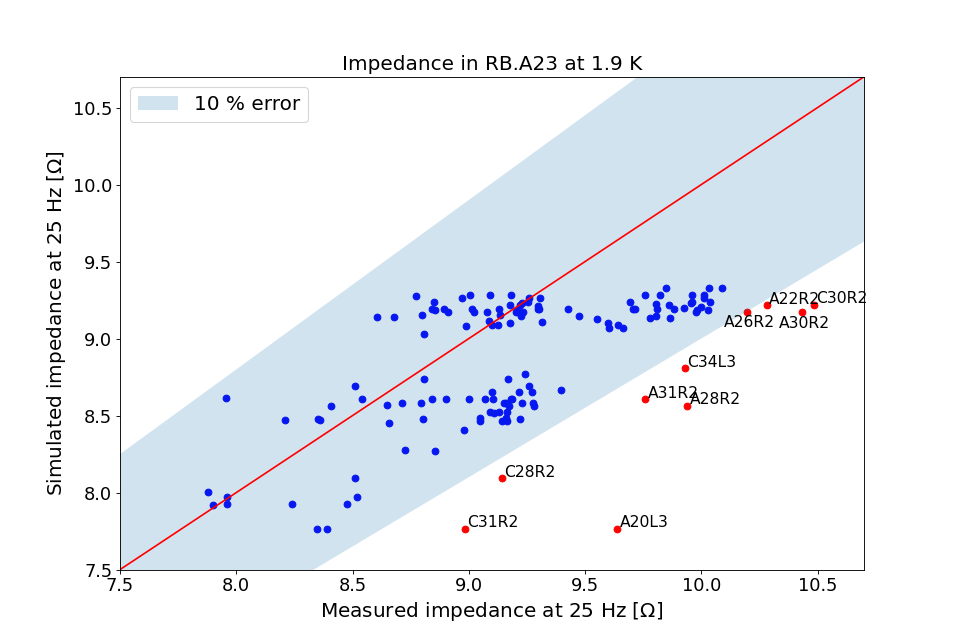 Impedance in RB.A23 at 1.9 K
10 % error
Simulated impedance at 25 Hz [Ω]
10.5
10.0
9.5
9.0
8.5
8.0
7.5
A22R2
C30R2
A26R2
A30R2
C34L3
A31R2
A28R2
C28R2
C31R2
A20L3
7.5 8.0 8.5 9.0 9.5 10.0 10.5
Measured impedance at 25 Hz [Ω]